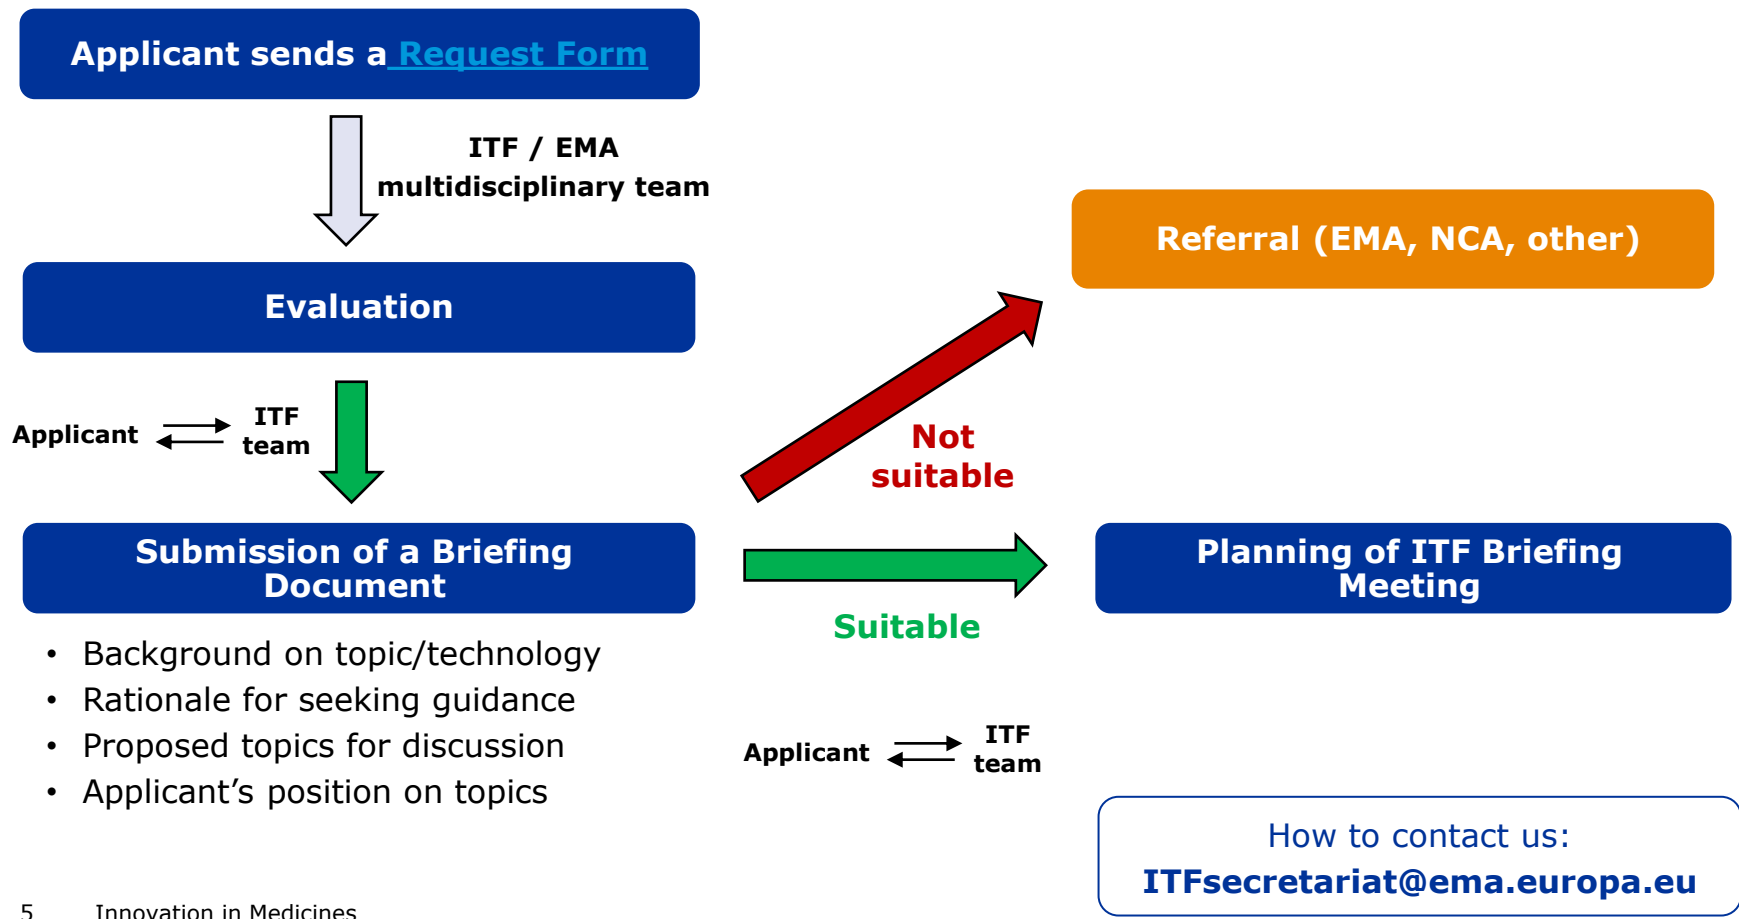 Applicant sends a Request Form
ITF / EMA
multidisciplinary team
Evaluation
Applicant
ITF
team
Submission of a Briefing
Document
• Background on topic/technology
• Rationale for seeking guidance
• Proposed topics for discussion
• Applicant’s position on topics
Referral (EMA, NCA, other)
Not
suitable
Suitable
Planning of ITF Briefing
Meeting
Applicant
ITF
team
How to contact us:
ITFsecretariat@ema.europa.eu
5 Innovation in Medicines